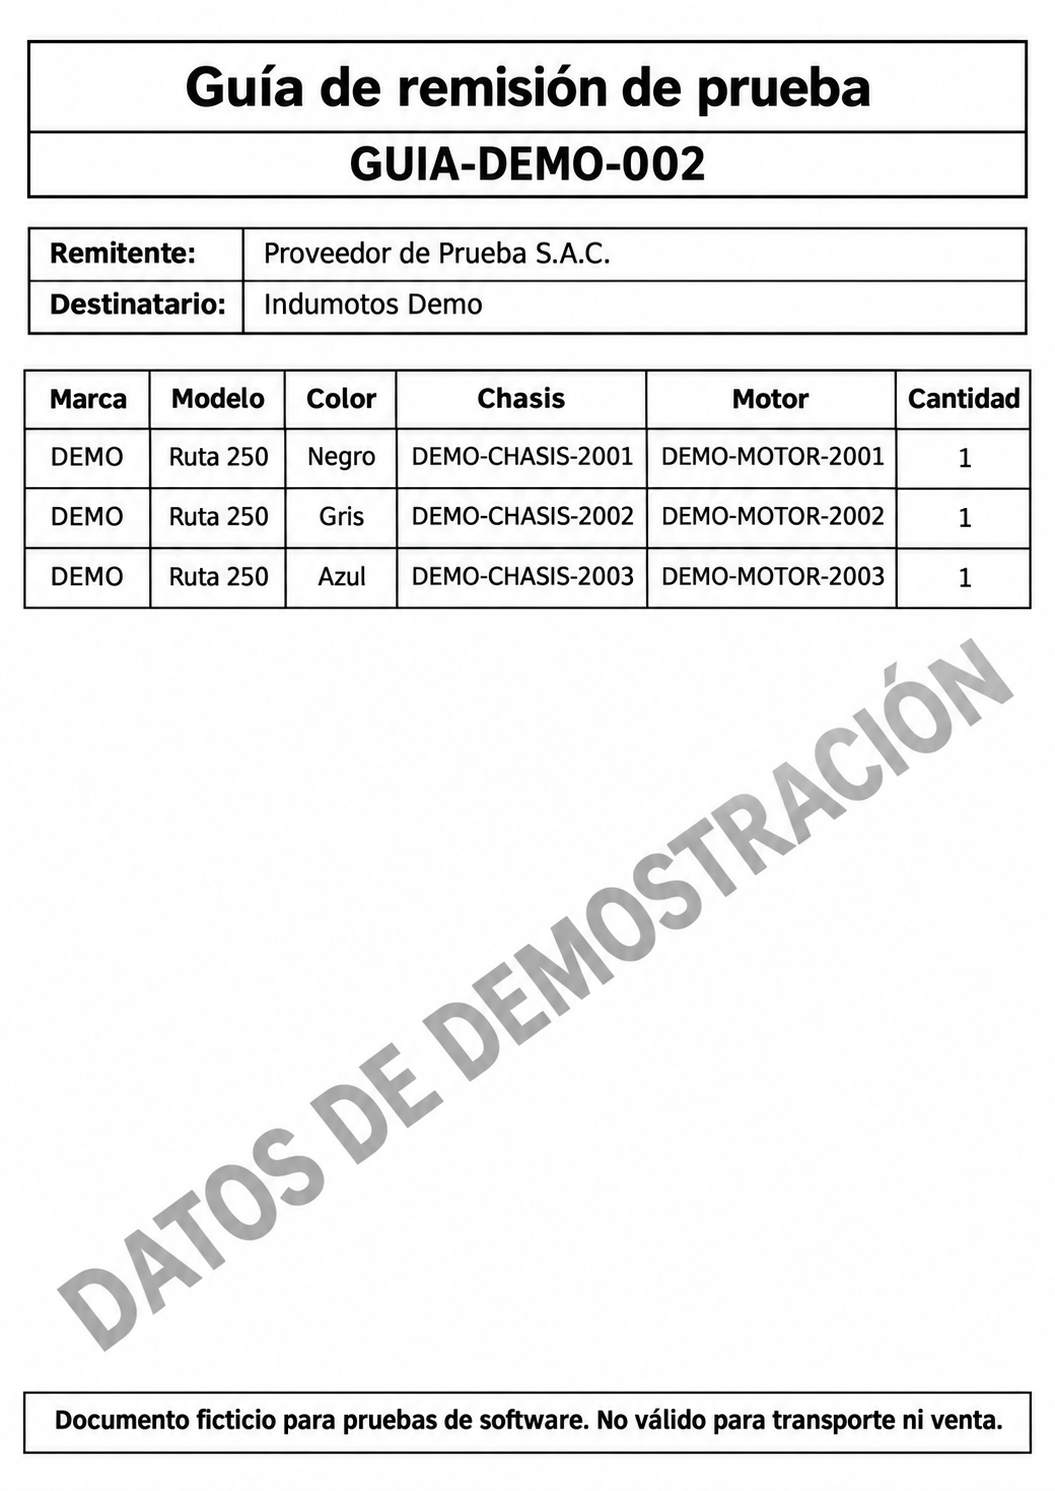 Guía de remisión de prueba
GUIA-DEMO-002
Remitente: Proveedor de Prueba S.A.C.
Destinatario: Indumotos Demo
Marca Modelo Color Chasis Motor Cantidad
DEMO Ruta 250 Negro DEMO-CHASIS-2001 DEMO-MOTOR-2001 1
DEMO Ruta 250 Gris DEMO-CHASIS-2002 DEMO-MOTOR-2002 1
DEMO Ruta 250 Azul DEMO-CHASIS-2003 DEMO-MOTOR-2003 1
DATOS DE DEMOSTRACIÓN
Documento ficticio para pruebas de software. No válido para transporte ni venta.